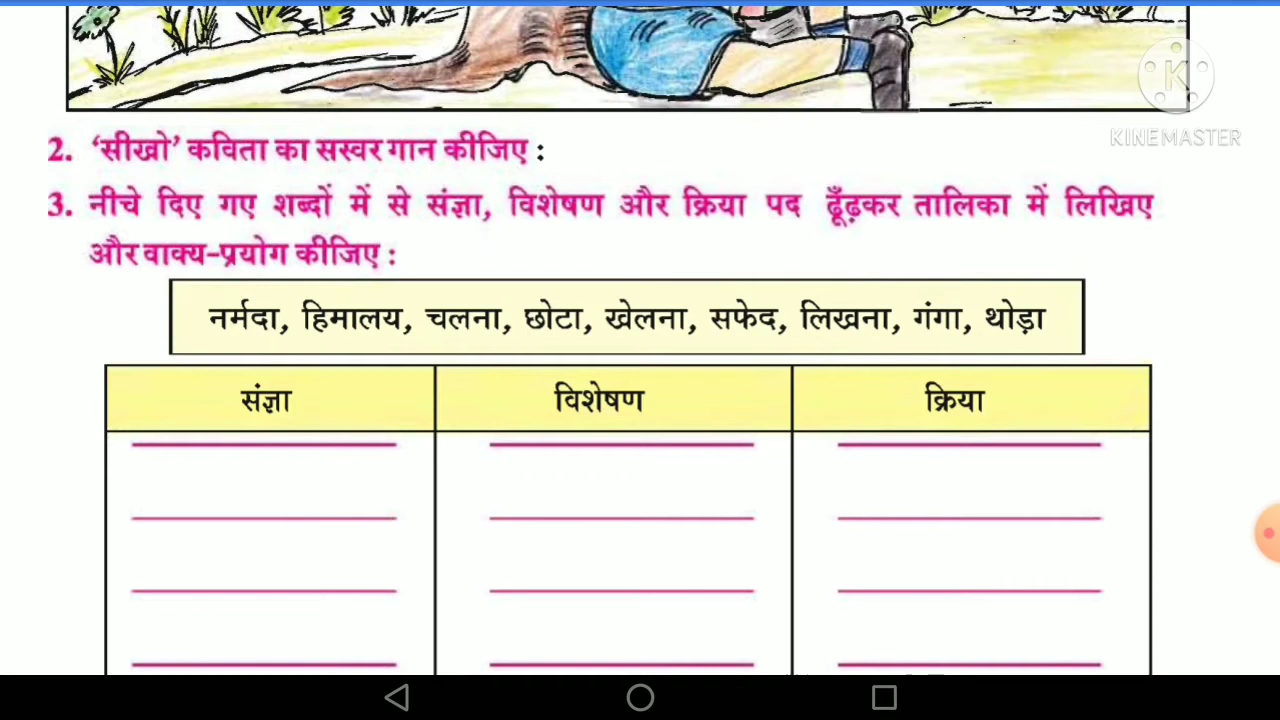 KINEMASTER
2. ‘सीखो’ कविता का सस्वर गान कीजिए :
3. नीचे दिए गए शब्दों में से संज्ञा, विशेषण और क्रिया पद ढूँढ़कर तालिका में लिखिए
और वाक्य-प्रयोग कीजिए :
नर्मदा, हिमालय, चलना, छोटा, खेलना, सफेद, लिखना, गंगा, थोड़ा
संज्ञा विशेषण क्रिया